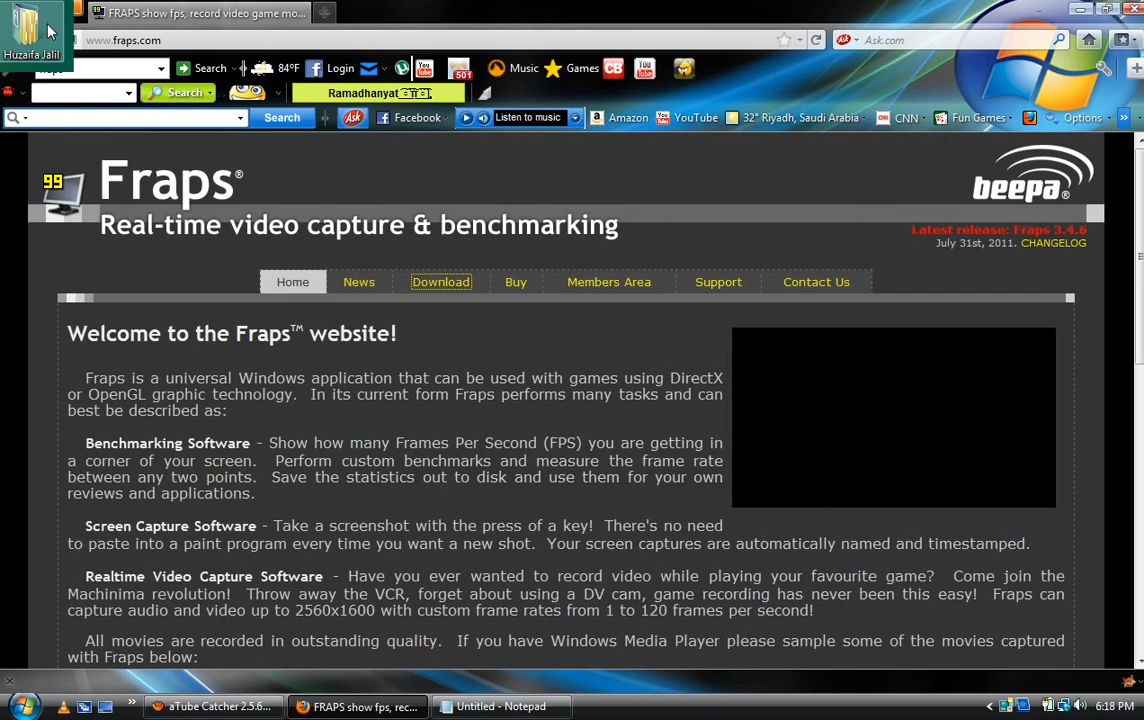 FRAPS show fps, record video game mo...
Huzaifa Jalil
www.fraps.com
Ask.com
Search
84°F
Login
You Tube
501
Music
Games
CB
You Tube
Search
Search
Ask
Facebook
Listen to music
Amazon
YouTube
32° Riyadh, Saudi Arabia
CNN
Fun Games
Options
99
Fraps®
Real-time video capture & benchmarking
beepa®
Latest release: Fraps 3.4.6
July 31st, 2011. CHANGELOG
Home
News
Download
Buy
Members Area
Support
Contact Us
Welcome to the Fraps™ website!
Fraps is a universal Windows application that can be used with games using DirectX
or OpenGL graphic technology. In its current form Fraps performs many tasks and can
best be described as:
Benchmarking Software - Show how many Frames Per Second (FPS) you are getting in
a corner of your screen. Perform custom benchmarks and measure the frame rate
between any two points. Save the statistics out to disk and use them for your own
reviews and applications.
Screen Capture Software - Take a screenshot with the press of a key! There's no need
to paste into a paint program every time you want a new shot. Your screen captures are automatically named and timestamped.
Realtime Video Capture Software - Have you ever wanted to record video while playing your favourite game? Come join the
Machinima revolution! Throw away the VCR, forget about using a DV cam, game recording has never been this easy! Fraps can
capture audio and video up to 2560x1600 with custom frame rates from 1 to 120 frames per second!
All movies are recorded in outstanding quality. If you have Windows Media Player please sample some of the movies captured
with Fraps below:
aTube Catcher 2.5.6...
FRAPS show fps, rec...
Untitled - Notepad
6:18 PM